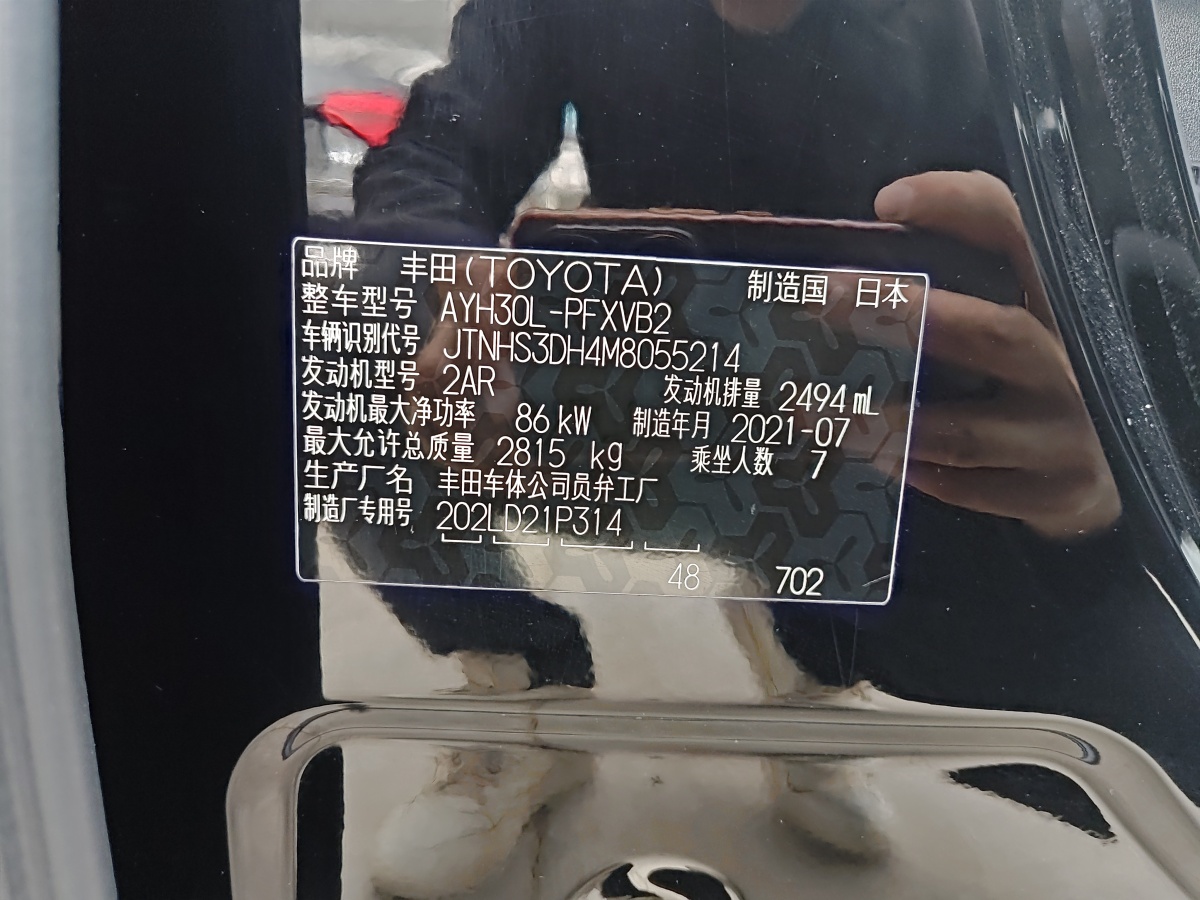 品牌 丰田(TOYOTA) 制造国 日本
整车型号 AYH30L-PFXVB2
车辆识别代号 JTNHS3DH4M8055214
发动机型号 2AR 发动机排量 2494 mL
发动机最大净功率 86 kW 制造年月 2021-07
最大允许总质量 2815 kg 乘坐人数 7
生产厂名 丰田车体公司员弁工厂
制造厂专用号 202LD21P314
48 702